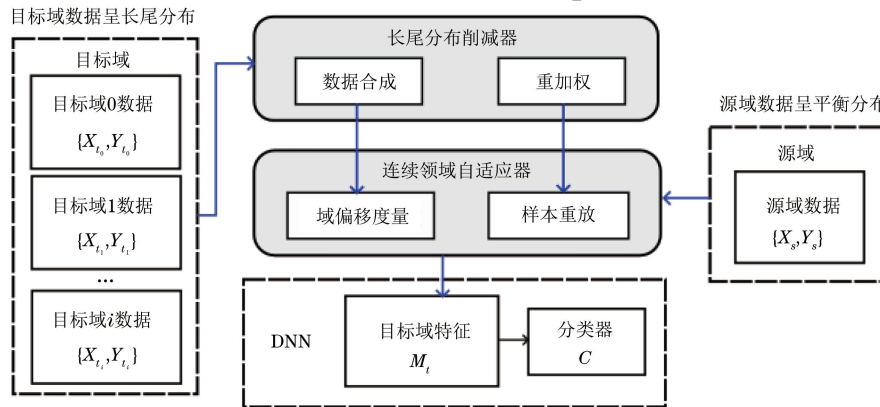 目标域数据呈长尾分布
目标域
目标域0数据
{X_{t_0},Y_{t_0}}
目标域1数据
{X_{t_1},Y_{t_1}}
...
目标域i数据
{X_{t_i},Y_{t_i}}
长尾分布削减器
数据合成
重加权
连续领域自适应器
域偏移度量
样本重放
源域数据呈平衡分布
源域
源域数据
{X_s,Y_s}
DNN
目标域特征
M_t
分类器
C